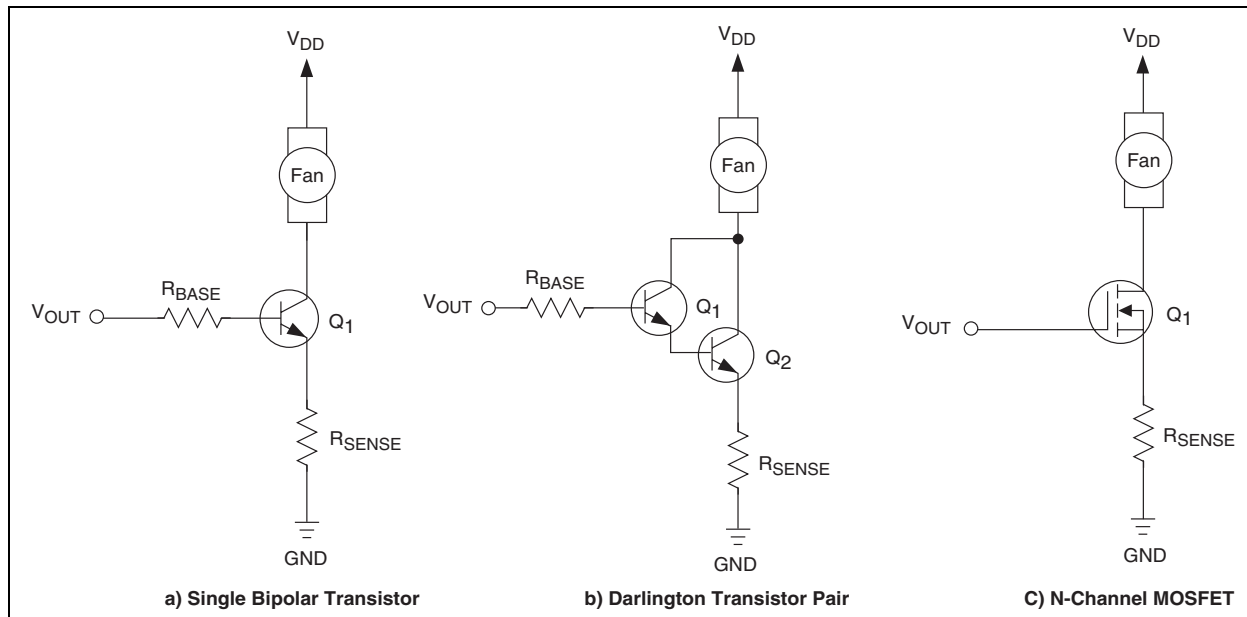 VDD
Fan
RBASE
VOUT
Q1
RSENSE
GND
a) Single Bipolar Transistor
VDD
Fan
RBASE
VOUT
Q1
Q2
RSENSE
GND
b) Darlington Transistor Pair
VDD
Fan
VOUT
Q1
RSENSE
GND
C) N-Channel MOSFET